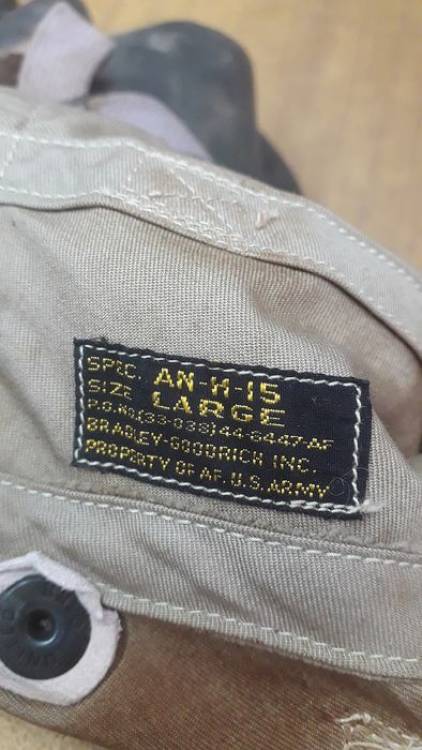 SPEC. AN-H-15
SIZE LARGE
P.O.NO.(33-038)44-6447-AF
BRADLEY-GOODRICH INC.
PROPERTY OF AF. U.S. ARMY